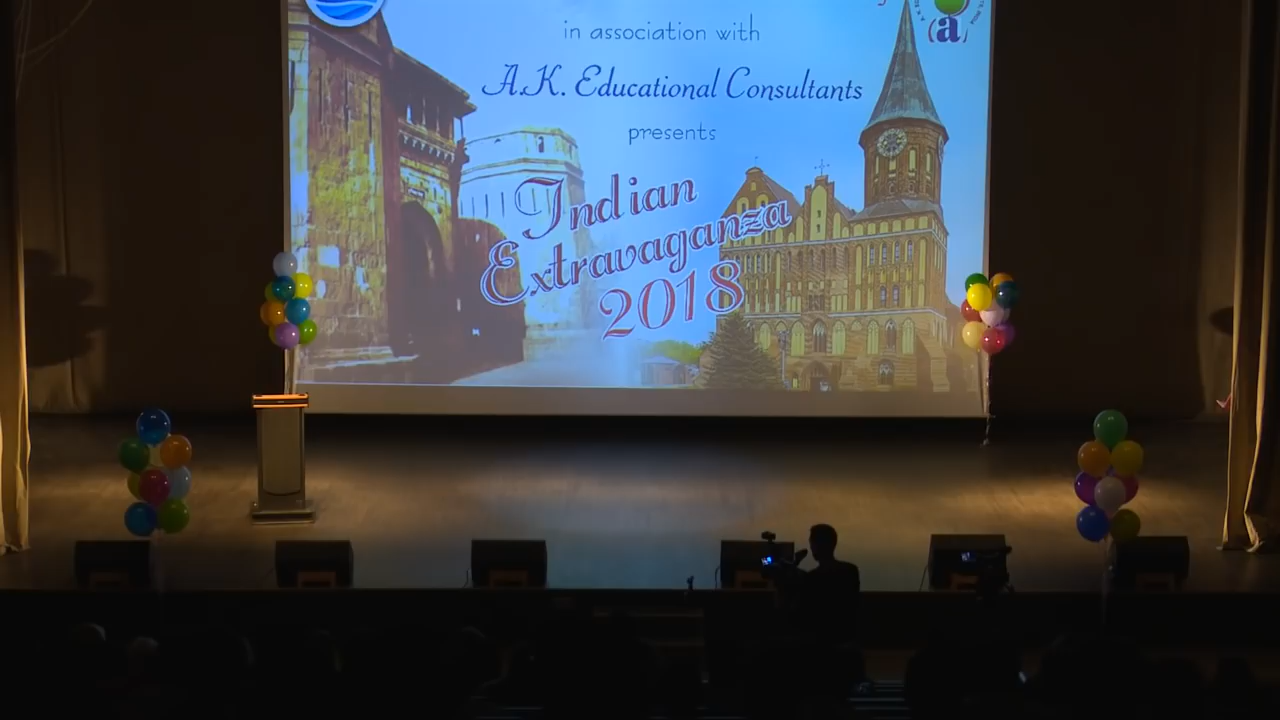 in association with
A.K. Educational Consultants
presents
Indian
Extravaganza
2018
a